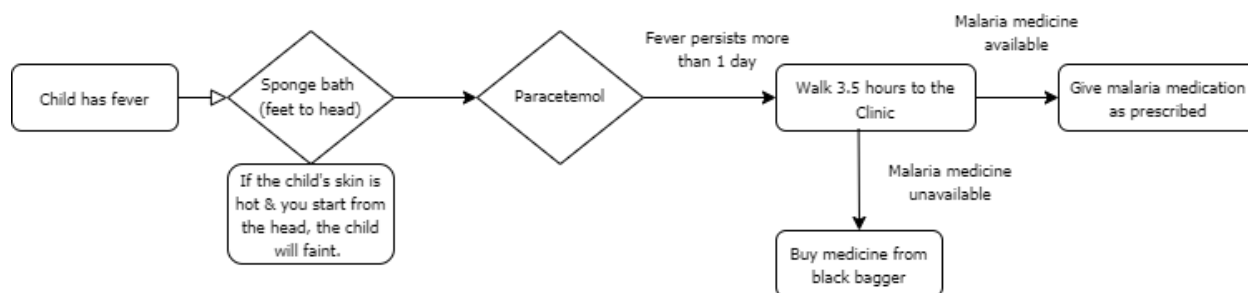 Child has fever
Sponge bath
(feet to head)
If the child's skin is
hot & you start from
the head, the child
will faint.
Paracetemol
Fever persists more
than 1 day
Walk 3.5 hours to the
Clinic
Malaria medicine
available
Give malaria medication
as prescribed
Malaria medicine
unavailable
Buy medicine from
black bagger